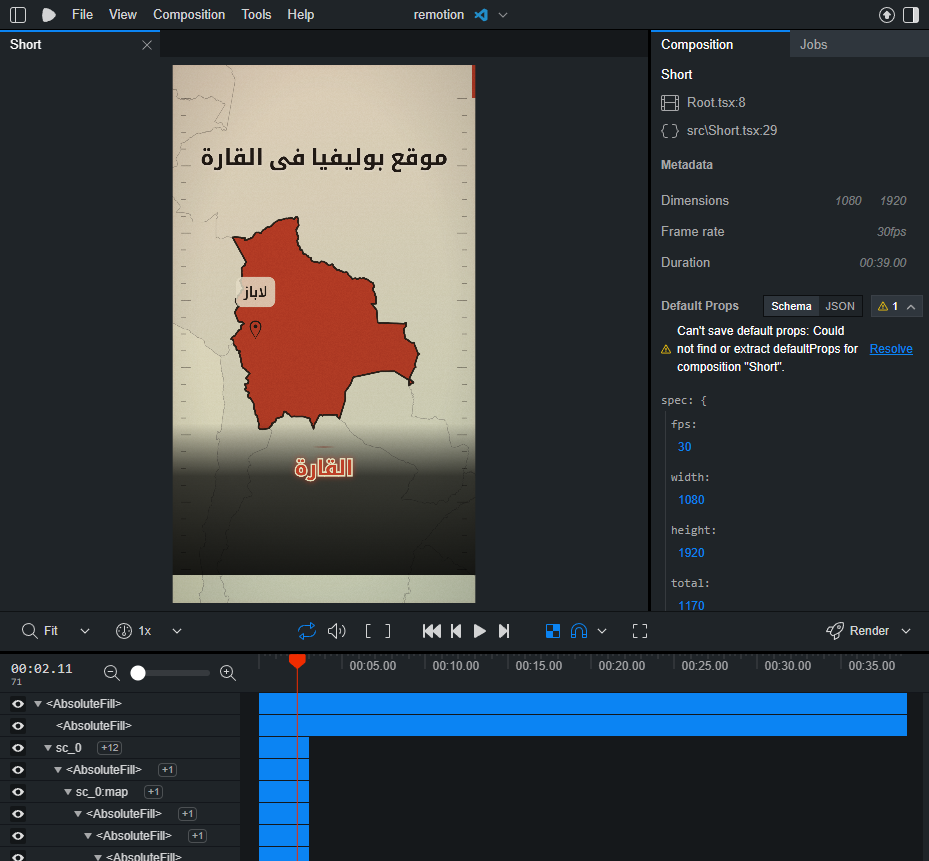 File View Composition Tools Help remotion
Short
Composition Jobs
Short
Root.tsx:8
src\Short.tsx:29
Metadata
Dimensions 1080 1920
Frame rate 30fps
Duration 00:39.00
Default Props Schema JSON 1
Can't save default props: Could
not find or extract defaultProps for Resolve
composition "Short".
spec: {
fps:
30
width:
1080
height:
1920
total:
1170
موقع بوليفيا فى القارة
لاباز
القارة
Fit 1x [ ] Render
00:02.11
71
00:05.00 00:10.00 00:15.00 00:20.00 00:25.00 00:30.00 00:35.00
<AbsoluteFill>
<AbsoluteFill>
sc_0 +12
<AbsoluteFill> +1
sc_0:map +1
<AbsoluteFill> +1
<AbsoluteFill> +1
<AbsoluteFill>